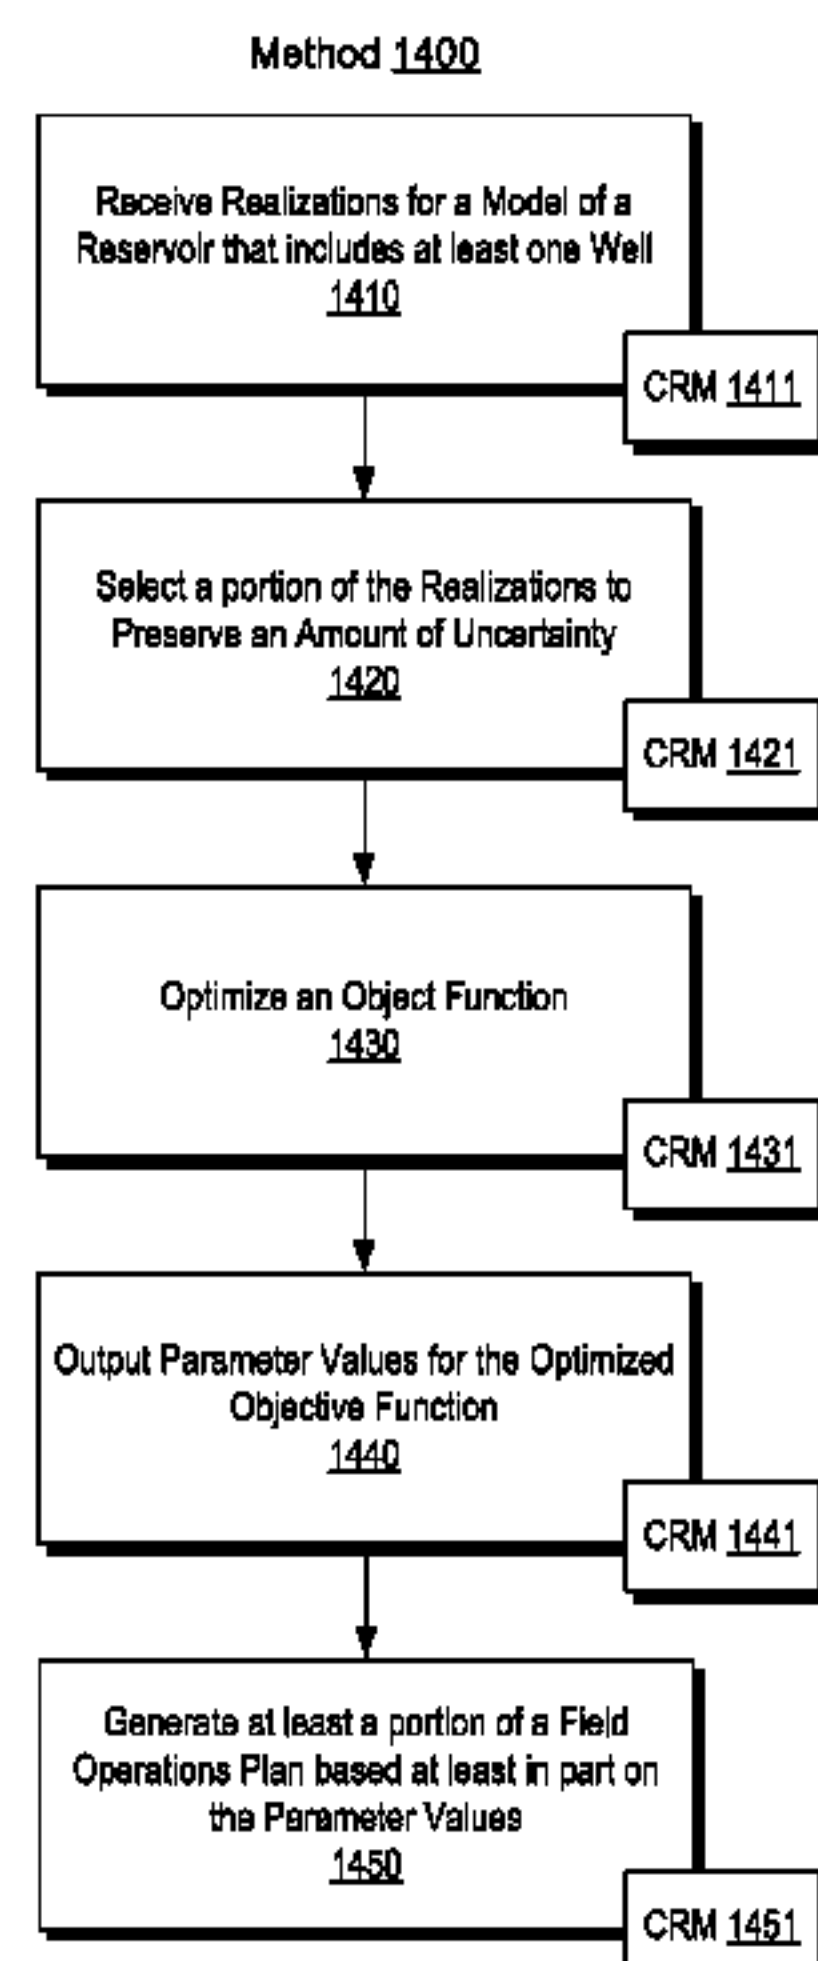 Method 1400
Receive Realizations for a Model of a
Reservoir that includes at least one Well
1410
CRM 1411
Select a portion of the Realizations to
Preserve an Amount of Uncertainty
1420
CRM 1421
Optimize an Object Function
1430
CRM 1431
Output Parameter Values for the Optimized
Objective Function
1440
CRM 1441
Generate at least a portion of a Field
Operations Plan based at least in part on
the Parameter Values
1450
CRM 1451